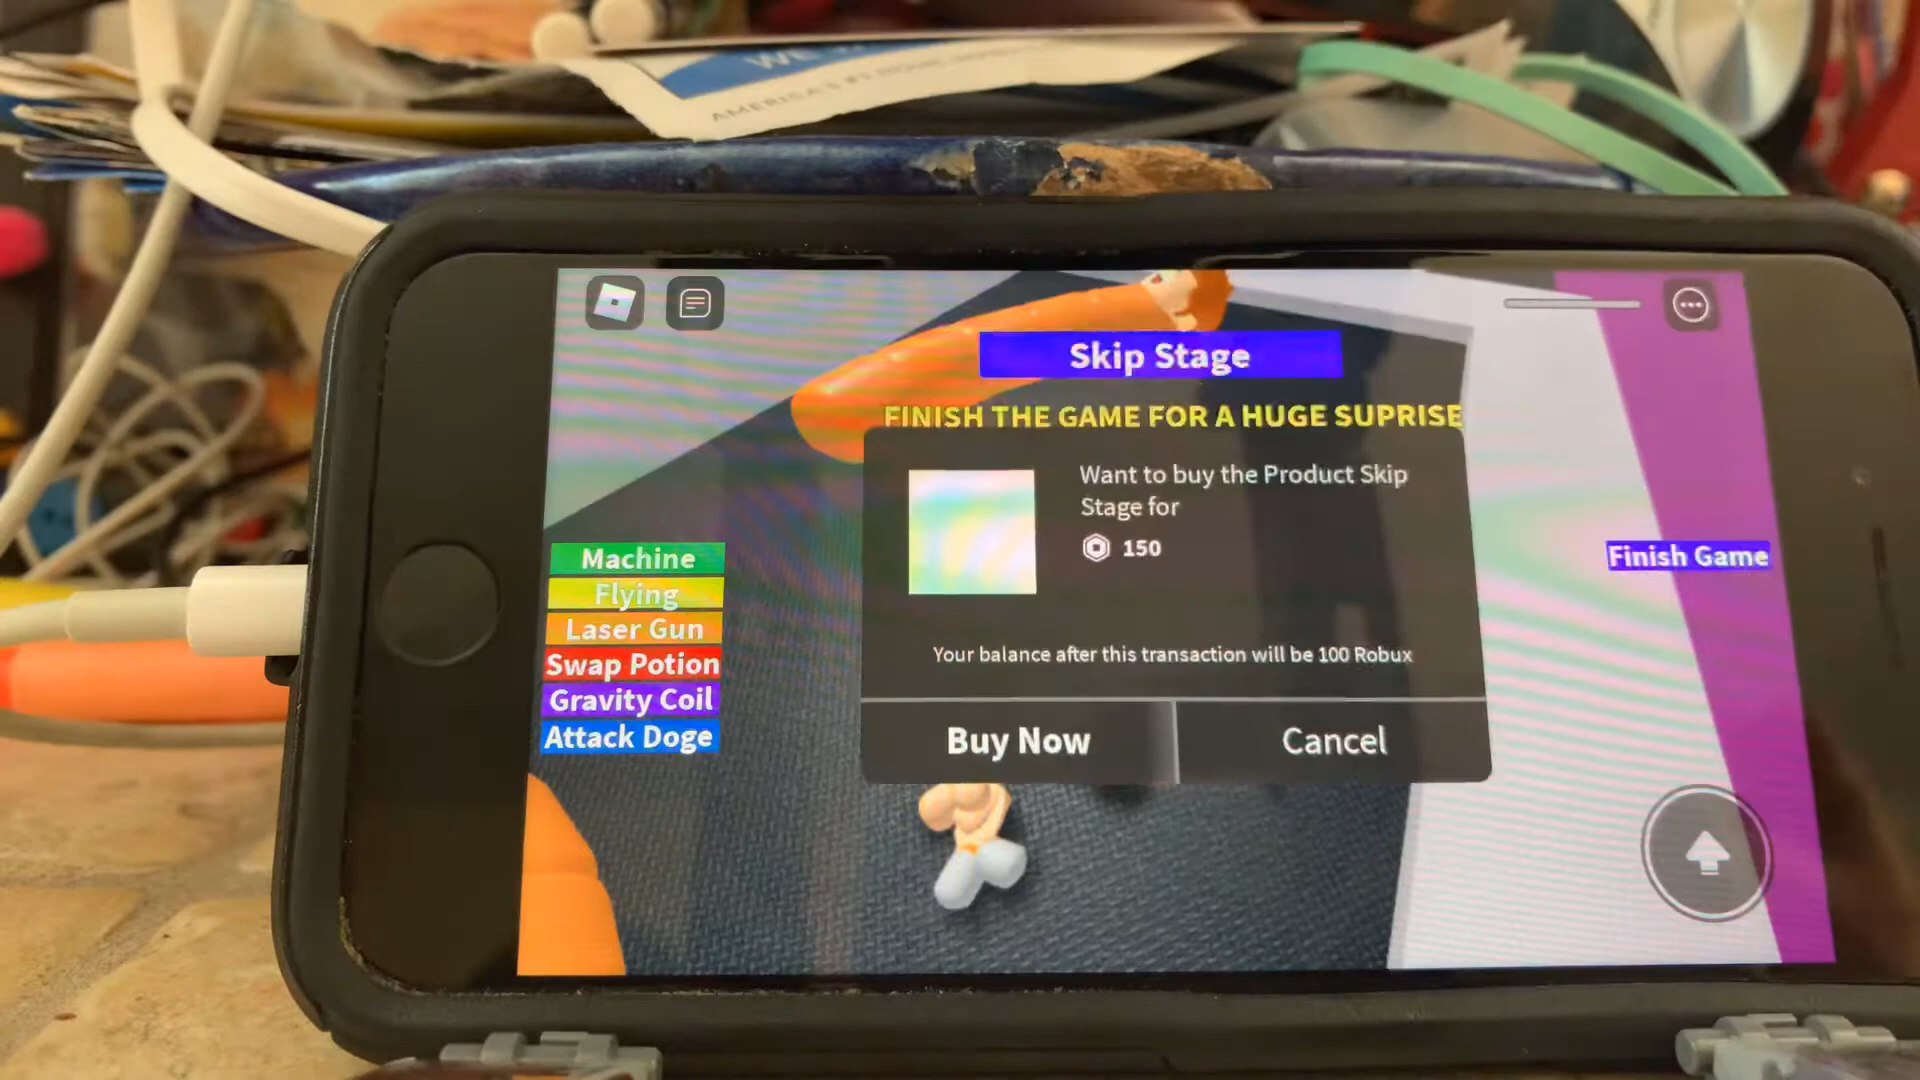 AMERICA'S #1
Skip Stage
FINISH THE GAME FOR A HUGE SUPRISE
Want to buy the Product Skip
Stage for
150
Your balance after this transaction will be 100 Robux
Buy Now
Cancel
Machine
Flying
Laser Gun
Swap Potion
Gravity Coil
Attack Doge
Finish Game